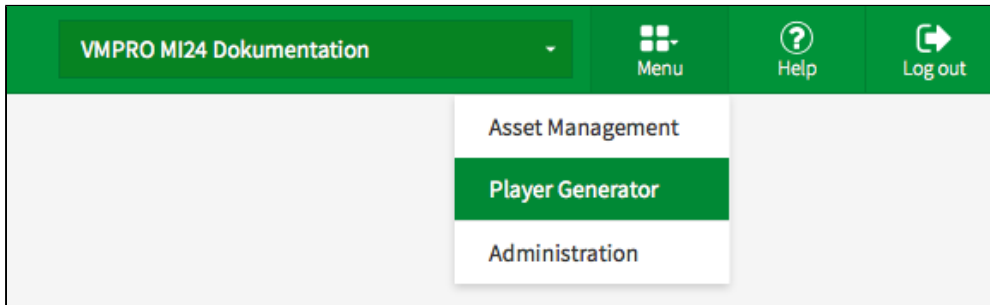 VMPRO MI24 Dokumentation
Menu
Help
Log out
Asset Management
Player Generator
Administration